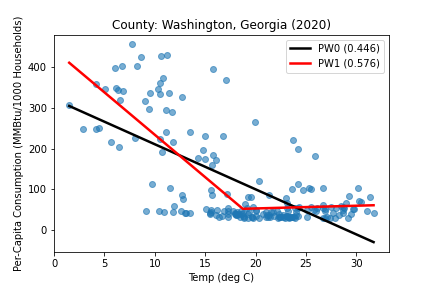 County: Washington, Georgia (2020)
Per-Capita Consumption (MMBtu/1000 Households)
400
300
200
100
0
PW0 (0.446)
PW1 (0.576)
0 5 10 15 20 25 30
Temp (deg C)